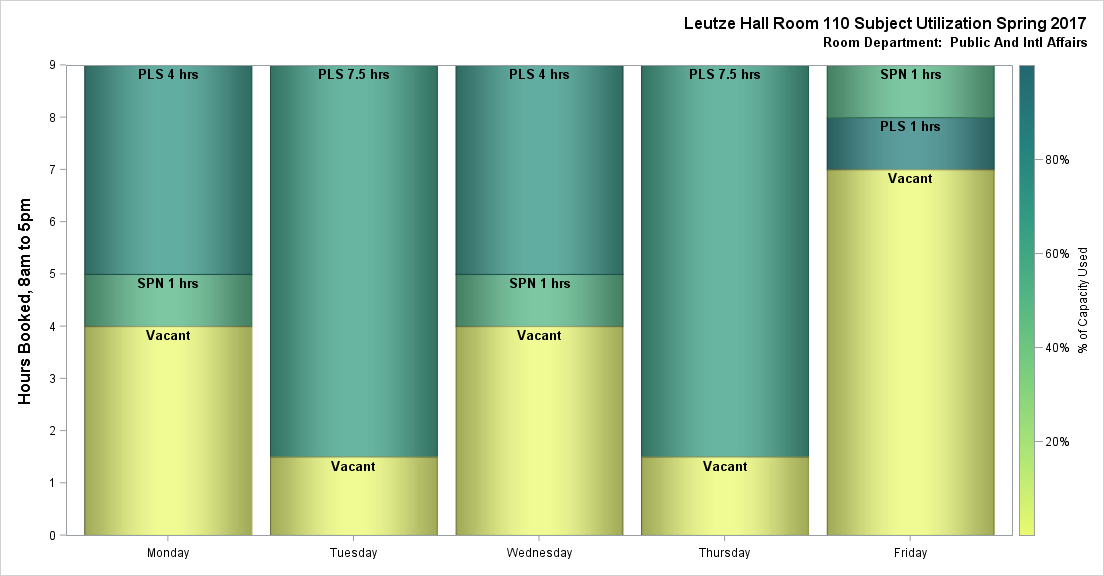 Leutze Hall Room 110 Subject Utilization Spring 2017
Room Department:  Public And Intl Affairs
Hours Booked, 8am to 5pm
9
8
7
6
5
4
3
2
1
0
PLS 4 hrs
SPN 1 hrs
Vacant
PLS 7.5 hrs
Vacant
PLS 4 hrs
SPN 1 hrs
Vacant
PLS 7.5 hrs
Vacant
SPN 1 hrs
PLS 1 hrs
Vacant
Monday
Tuesday
Wednesday
Thursday
Friday
80%
60%
40%
20%
% of Capacity Used